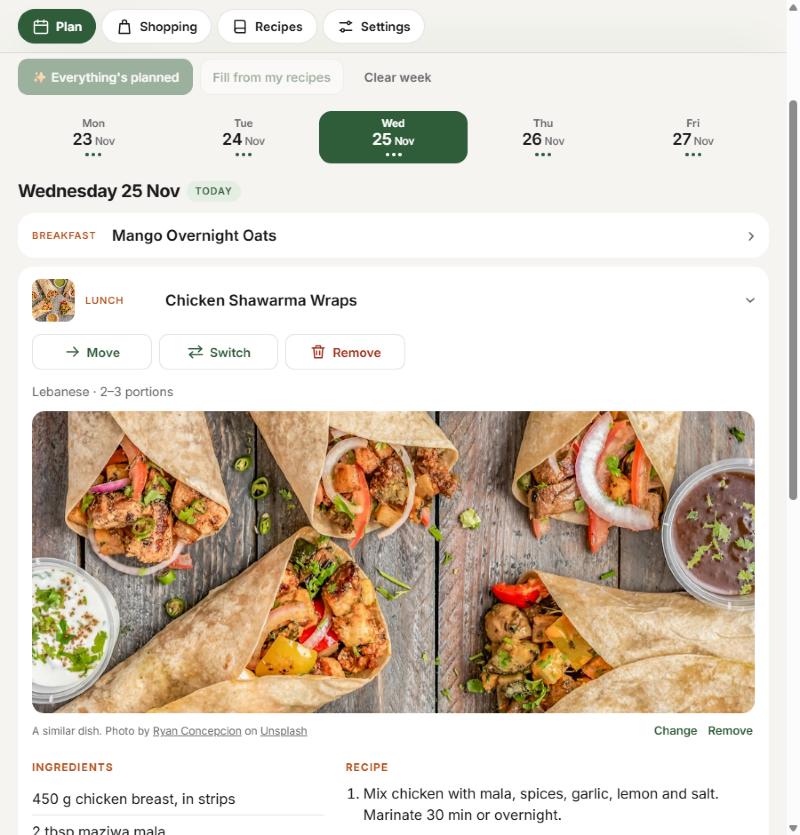 Plan
Shopping
Recipes
Settings
✨ Everything's planned
Fill from my recipes
Clear week
Mon
23 Nov
Tue
24 Nov
Wed
25 Nov
Thu
26 Nov
Fri
27 Nov
Wednesday 25 Nov TODAY
BREAKFAST Mango Overnight Oats
LUNCH Chicken Shawarma Wraps
Move
Switch
Remove
Lebanese · 2–3 portions
A similar dish. Photo by Ryan Concepcion on Unsplash
Change Remove
INGREDIENTS
450 g chicken breast, in strips
2 tbsp maziwa mala
RECIPE
1. Mix chicken with mala, spices, garlic, lemon and salt.
Marinate 30 min or overnight.